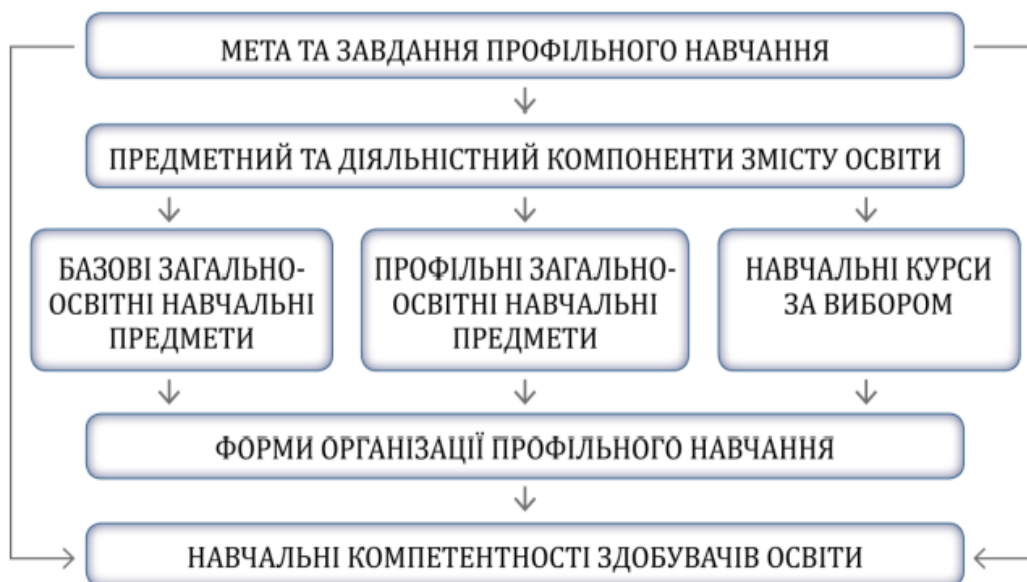 МЕТА ТА ЗАВДАННЯ ПРОФІЛЬНОГО НАВЧАННЯ
ПРЕДМЕТНИЙ ТА ДІЯЛЬНІСТНИЙ КОМПОНЕНТИ ЗМІСТУ ОСВІТИ
БАЗОВІ ЗАГАЛЬНО-
ОСВІТНІ НАВЧАЛЬНІ
ПРЕДМЕТИ
ПРОФІЛЬНІ ЗАГАЛЬНО-
ОСВІТНІ НАВЧАЛЬНІ
ПРЕДМЕТИ
НАВЧАЛЬНІ КУРСИ
ЗА ВИБОРОМ
ФОРМИ ОРГАНІЗАЦІЇ ПРОФІЛЬНОГО НАВЧАННЯ
НАВЧАЛЬНІ КОМПЕТЕНТНОСТІ ЗДОБУВАЧІВ ОСВІТИ